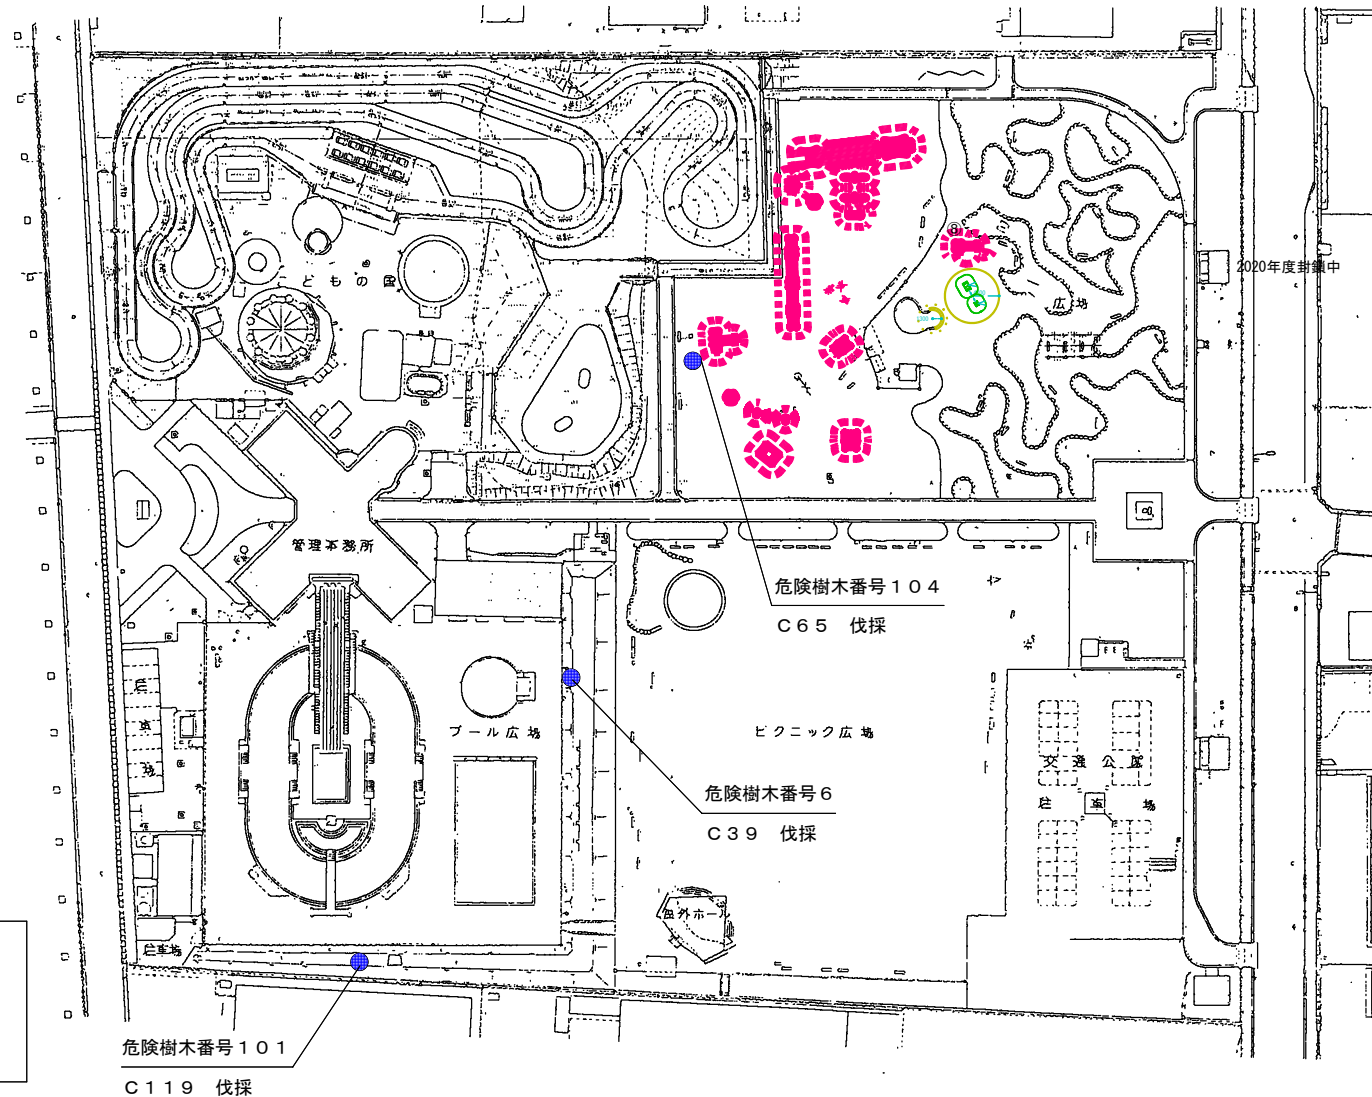 2020年度封鎖中
こどもの国
広場
管理事務所
危険樹木番号１０４
Ｃ６５　伐採
プール広場
ピクニック広場
駐車場
交通公園
駐車場
危険樹木番号６
Ｃ３９　伐採
野外ホール
駐車場
危険樹木番号１０１
Ｃ１１９　伐採